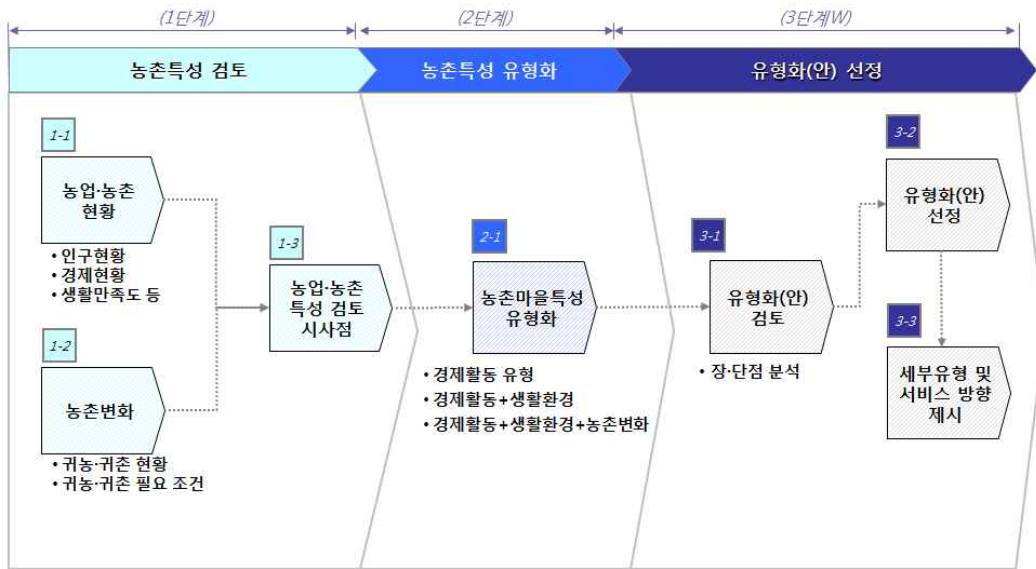 (1단계)
(2단계)
(3단계W)
농촌특성 검토
농촌특성 유형화
유형화(안) 선정
1-1
농업·농촌
현황
• 인구현황
• 경제현황
• 생활만족도 등
1-2
농촌변화
• 귀농·귀촌 현황
• 귀농·귀촌 필요 조건
1-3
농업·농촌
특성 검토
시사점
2-1
농촌마을특성
유형화
• 경제활동 유형
• 경제활동+생활환경
• 경제활동+생활환경+농촌변화
3-1
유형화(안)
검토
• 장·단점 분석
3-2
유형화(안)
선정
3-3
세부유형 및
서비스 방향
제시